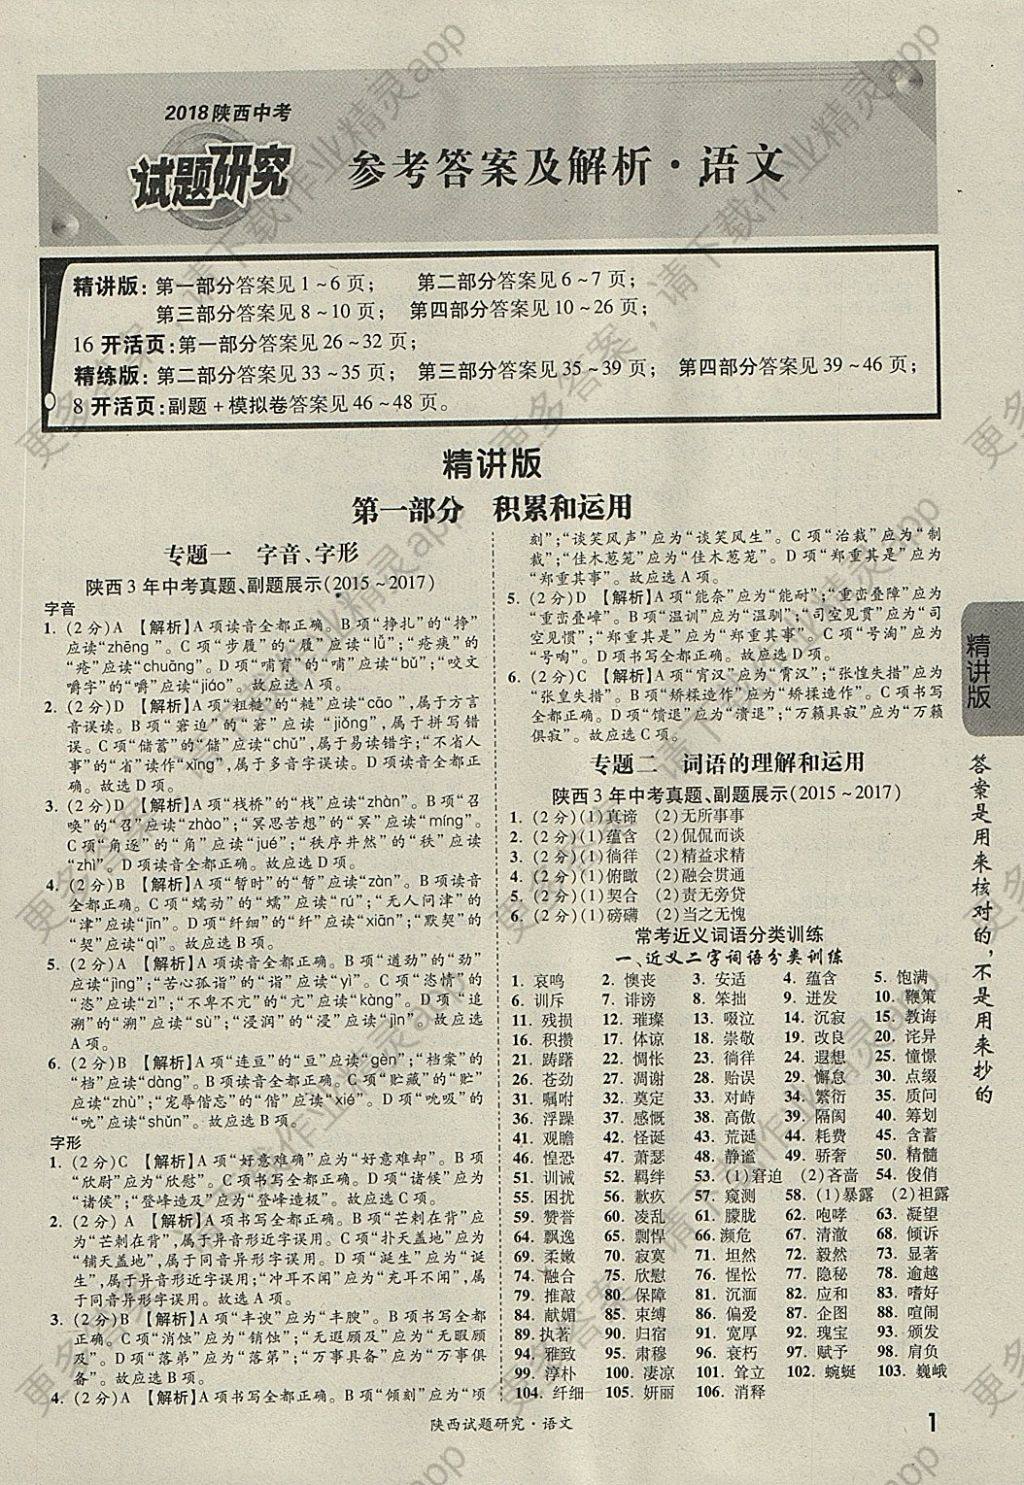 2018陕西中考
试题研究
参考答案及解析·语文
精讲版:第一部分答案见1~6页; 第二部分答案见6~7页;
第三部分答案见8~10页; 第四部分答案见10~26页;
16开活页:第一部分答案见26~32页;
精练版:第二部分答案见33~35页; 第三部分答案见35~39页; 第四部分答案见39~46页;
8开活页:副题+模拟卷答案见46~48页。
精讲版
第一部分 积累和运用
专题一 字音、字形
陕西3年中考真题、副题展示(2015~2017)
字音
1. (2分)A 【解析】A项读音全都正确。B项“挣扎”的“挣”
应读“zhēng”。C项“步履”的“履”应读“lǚ”;“疮痍”的
“疮”应读“chuāng”。D项“哺育”的“哺”应读“bǔ”;“咬文
嚼字”的“嚼”应读“jiáo”。故应选A项。
2. (2分)D 【解析】A项“粗糙”的“糙”应读“cāo”,属于方言
音误读。B项“窘迫”的“窘”应读“jiǒng”,属于拼写错
误。C项“储蓄”的“储”应读“chǔ”,属于易读错字;“不省人
事”的“省”读作“xǐng”,属于多音字误读。D项读音全都正
确。故选D项。
3. (2分)D 【解析】A项“栈桥”的“栈”应读“zhàn”。B项“召
唤”的“召”应读“zhào”;“冥思苦想”的“冥”应读“míng”。
C项“角逐”的“角”应读“jué”;“秩序井然”的“秩”应读
“zhì”。D项读音全都正确。故应选D项。
4. (2分)B 【解析】A项“暂时”的“暂”应读“zàn”。B项读音
全都正确。C项“蠕动”的“蠕”应读“rú”;“无人问津”的
“津”应读“jīn”。D项“纤细”的“纤”应读“xiān”;“默契”的
“契”应读“qì”。故应选B项。
5. (2分)A 【解析】A项读音全都正确。B项“遒劲”的“劲”
应读“jìng”;“苦心孤诣”的“诣”应读“yì”。C项“恣情”的
“恣”应读“zì”;“不卑不亢”的“亢”应读“kàng”。D项“追
溯”的“溯”应读“sù”;“浸润”的“浸”应读“jìn”。故应选
A项。
6. (2分)B 【解析】A项“连亘”的“亘”应读“gèn”;“档案”的
“档”应读“dàng”。B项读音全都正确。C项“贮藏”的“贮”
应读“zhù”;“宠辱偕忘”的“偕”应读“xié”。D项“吮吸”的
“吮”应读“shǔn”。故应选B项。
字形
1. (2分)C 【解析】A项“好意难确”应为“好意难却”。B项
“欣尉”应为“欣慰”。C项书写全都正确。D项“诸候”应为
“诸侯”;“登峰造及”应为“登峰造极”。故应选C项。
2. (2分) A 【解析】A项书写全都正确。B项“芒刺在背”应
为“芒刺在背”,属于异音形近字误用。C项“扑天盖地”应为
“铺天盖地”,属于同音异形字误用。D项“诞生”应为“诞
生”,属于异音形近字误用;“冲耳不闻”应为“充耳不闻”,属
于同音异形字误用。故选A项。
3. (2分)B 【解析】A项“丰谀”应为“丰腴”。B项书写全都
正确。C项“消蚀”应为“销蚀”;“无遐顾及”应为“无暇顾
及”。D项“落弟”应为“落第”;“万事具备”应为“万事俱
备”。故应选B项。
4. (2分)A 【解析】A项书写全都正确。B项“倾刻”应为“顷
刻”;“谈笑风声”应为“谈笑风生”。C项“治裁”应为“制
裁”;“佳木葱笼”应为“佳木葱茏”。D项“郑重其是”应为
“郑重其事”。故应选A项。
5. (2分)D 【解析】A项“能奈”应为“能耐”;“重峦叠障”应为
“重峦叠嶂”。B项“温训”应为“温驯”;“司空见贯”应为“司
空见惯”;“郑重其是”应为“郑重其事”。C项“号淘”应为
“号啕”。D项书写全都正确。故选D项。
6. (2分)C 【解析】A项“宵汉”应为“霄汉”;“张惶失措”应为
“张皇失措”。B项“矫糅造作”应为“矫揉造作”。C项书写
全都正确。D项“馈退”应为“溃退”;“万籁具寂”应为“万籁
俱寂”。故应选C项。
专题二 词语的理解和运用
陕西3年中考真题、副题展示(2015~2017)
1. (2分)(1)真谛 (2)无所事事
2. (2分)(1)蕴含 (2)侃侃而谈
3. (2分)(1)徜徉 (2)精益求精
4. (2分)(1)俯瞰 (2)融会贯通
5. (2分)(1)契合 (2)责无旁贷
6. (2分)(1)磅礴 (2)当之无愧
常考近义词语分类训练
一、近义二字词语分类训练
1. 哀鸣 2. 懊丧 3. 安适 4. 蕴含 5. 饱满
6. 训斥 7. 诽谤 8. 笨拙 9. 迸发 10. 鞭策
11. 残损 12. 璀璨 13. 啜泣 14. 沉寂 15. 教诲
16. 积攒 17. 体谅 18. 崇敬 19. 改良 20. 诧异
21. 踌躇 22. 惆怅 23. 徜徉 24. 遐想 25. 憧憬
26. 苍劲 27. 凋谢 28. 贻误 29. 懈怠 30. 点缀
31. 嘱咐 32. 奠定 33. 对峙 34. 繁衍 35. 质问
36. 浮躁 37. 感慨 38. 高傲 39. 隔阂 40. 筹划
41. 观瞻 42. 怪诞 43. 荒诞 44. 耗费 45. 含蓄
46. 惶恐 47. 萧瑟 48. 静谧 49. 骄奢 50. 精髓
51. 训诫 52. 羁绊 53. (1)窘迫 (2)吝啬 54. 俊俏
55. 困扰 56. 歉疚 57. 窥测 58. (1)暴露 (2)袒露
59. 赞誉 60. 凌乱 61. 朦胧 62. 咆哮 63. 凝望
64. 飘逸 65. 剽悍 66. 濒危 67. 清澈 68. 倾诉
69. 柔嫩 70. 寂寞 71. 坦然 72. 毅然 73. 显著
74. 融合 75. 欣慰 76. 惺忪 77. 隐秘 78. 逾越
79. 推敲 80. 保障 81. 沉湎 82. 应和 83. 嗜好
84. 献媚 85. 束缚 86. 偏爱 87. 企图 88. 喧闹
89. 执著 90. 归宿 91. 宽厚 92. 瑰宝 93. 颁发
94. 雅致 95. 肃穆 96. 衰朽 97. 赋予 98. 肩负
99. 淳朴 100. 凄凉 101. 耸立 102. 蜿蜒 103. 巍峨
104. 纤细 105. 妍丽 106. 消释
精讲版
答案是用来核对的,不是用来抄的
陕西试题研究·语文
1
更多答案,请下载作业精灵app